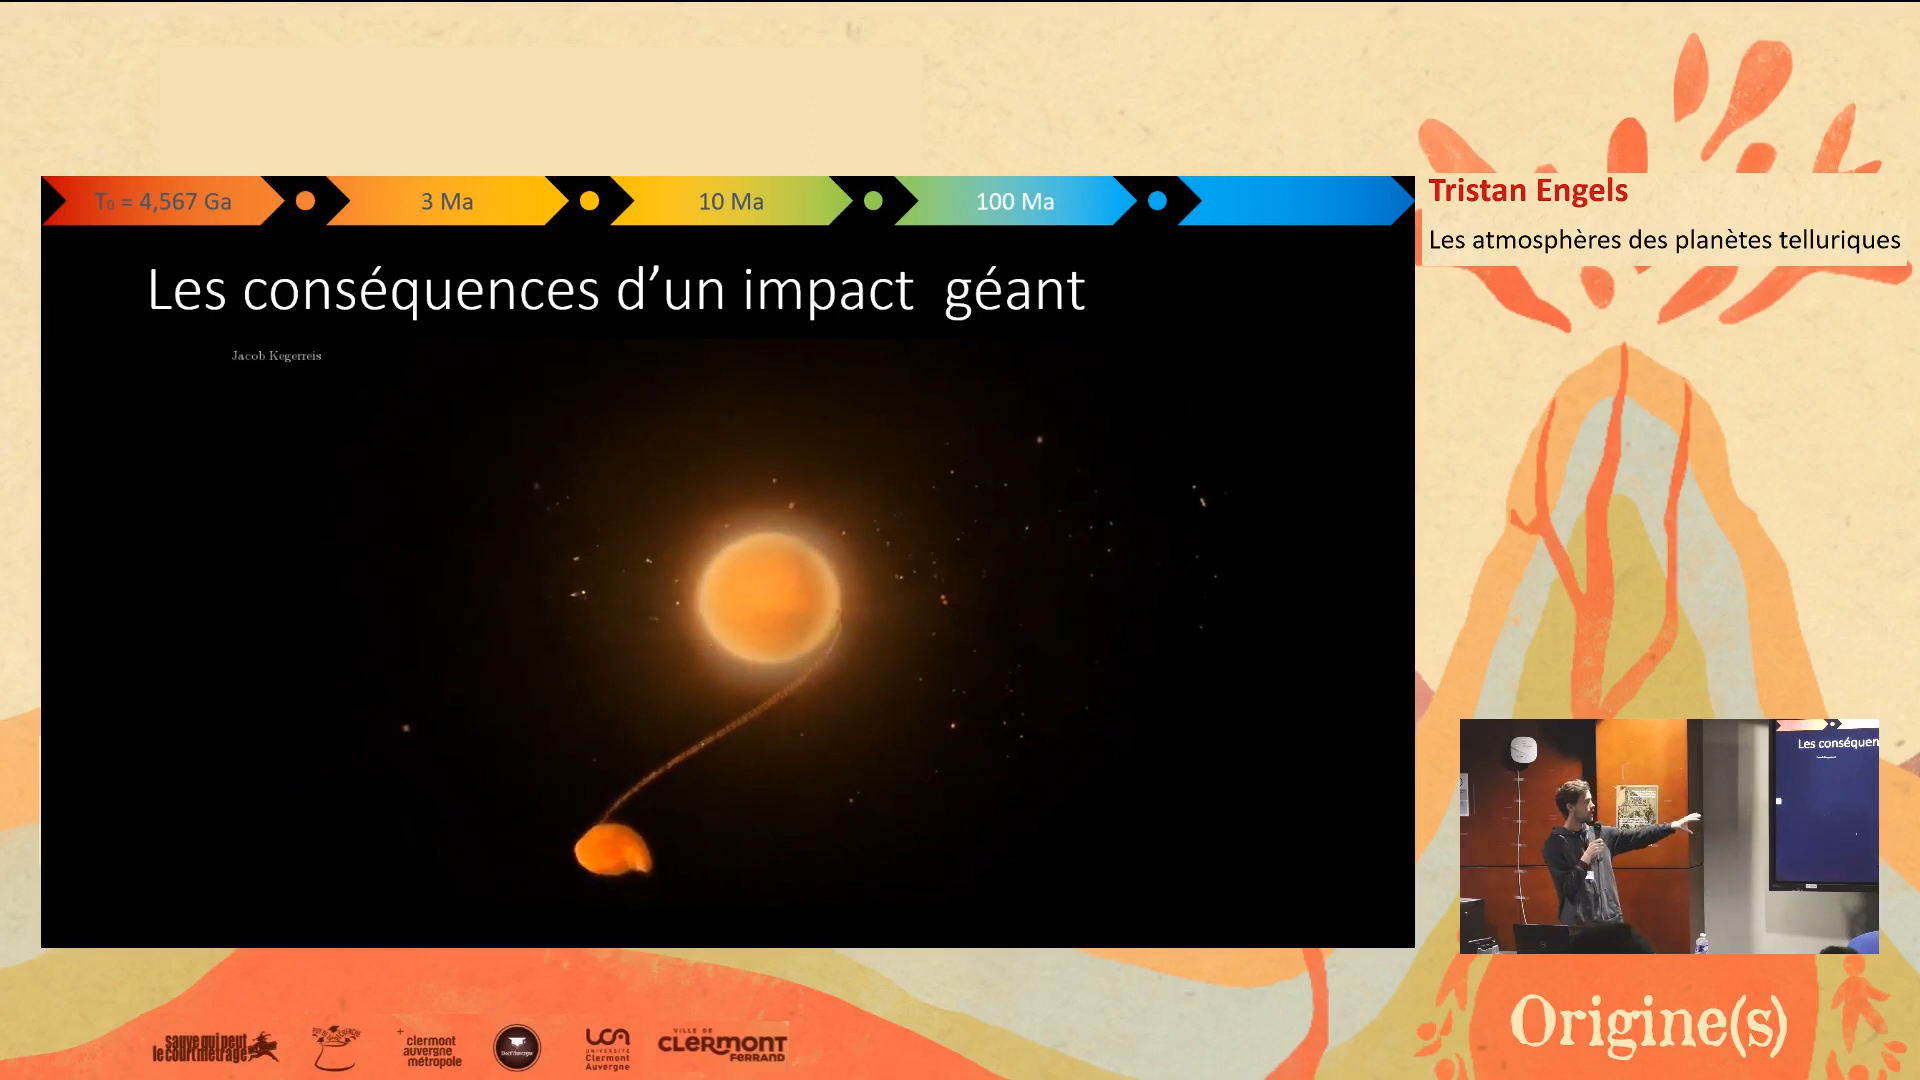 T₀ = 4,567 Ga
3 Ma
10 Ma
100 Ma
Les conséquences d’un impact géant
Jacob Kegerreis
Tristan Engels
Les atmosphères des planètes telluriques
Les conséquen
Origine(s)
sauve qui peut
le court métrage
clermont
auvergne
métropole
UCA
UNIVERSITÉ
Clermont
Auvergne
VILLE DE
CLERMONT
FERRAND